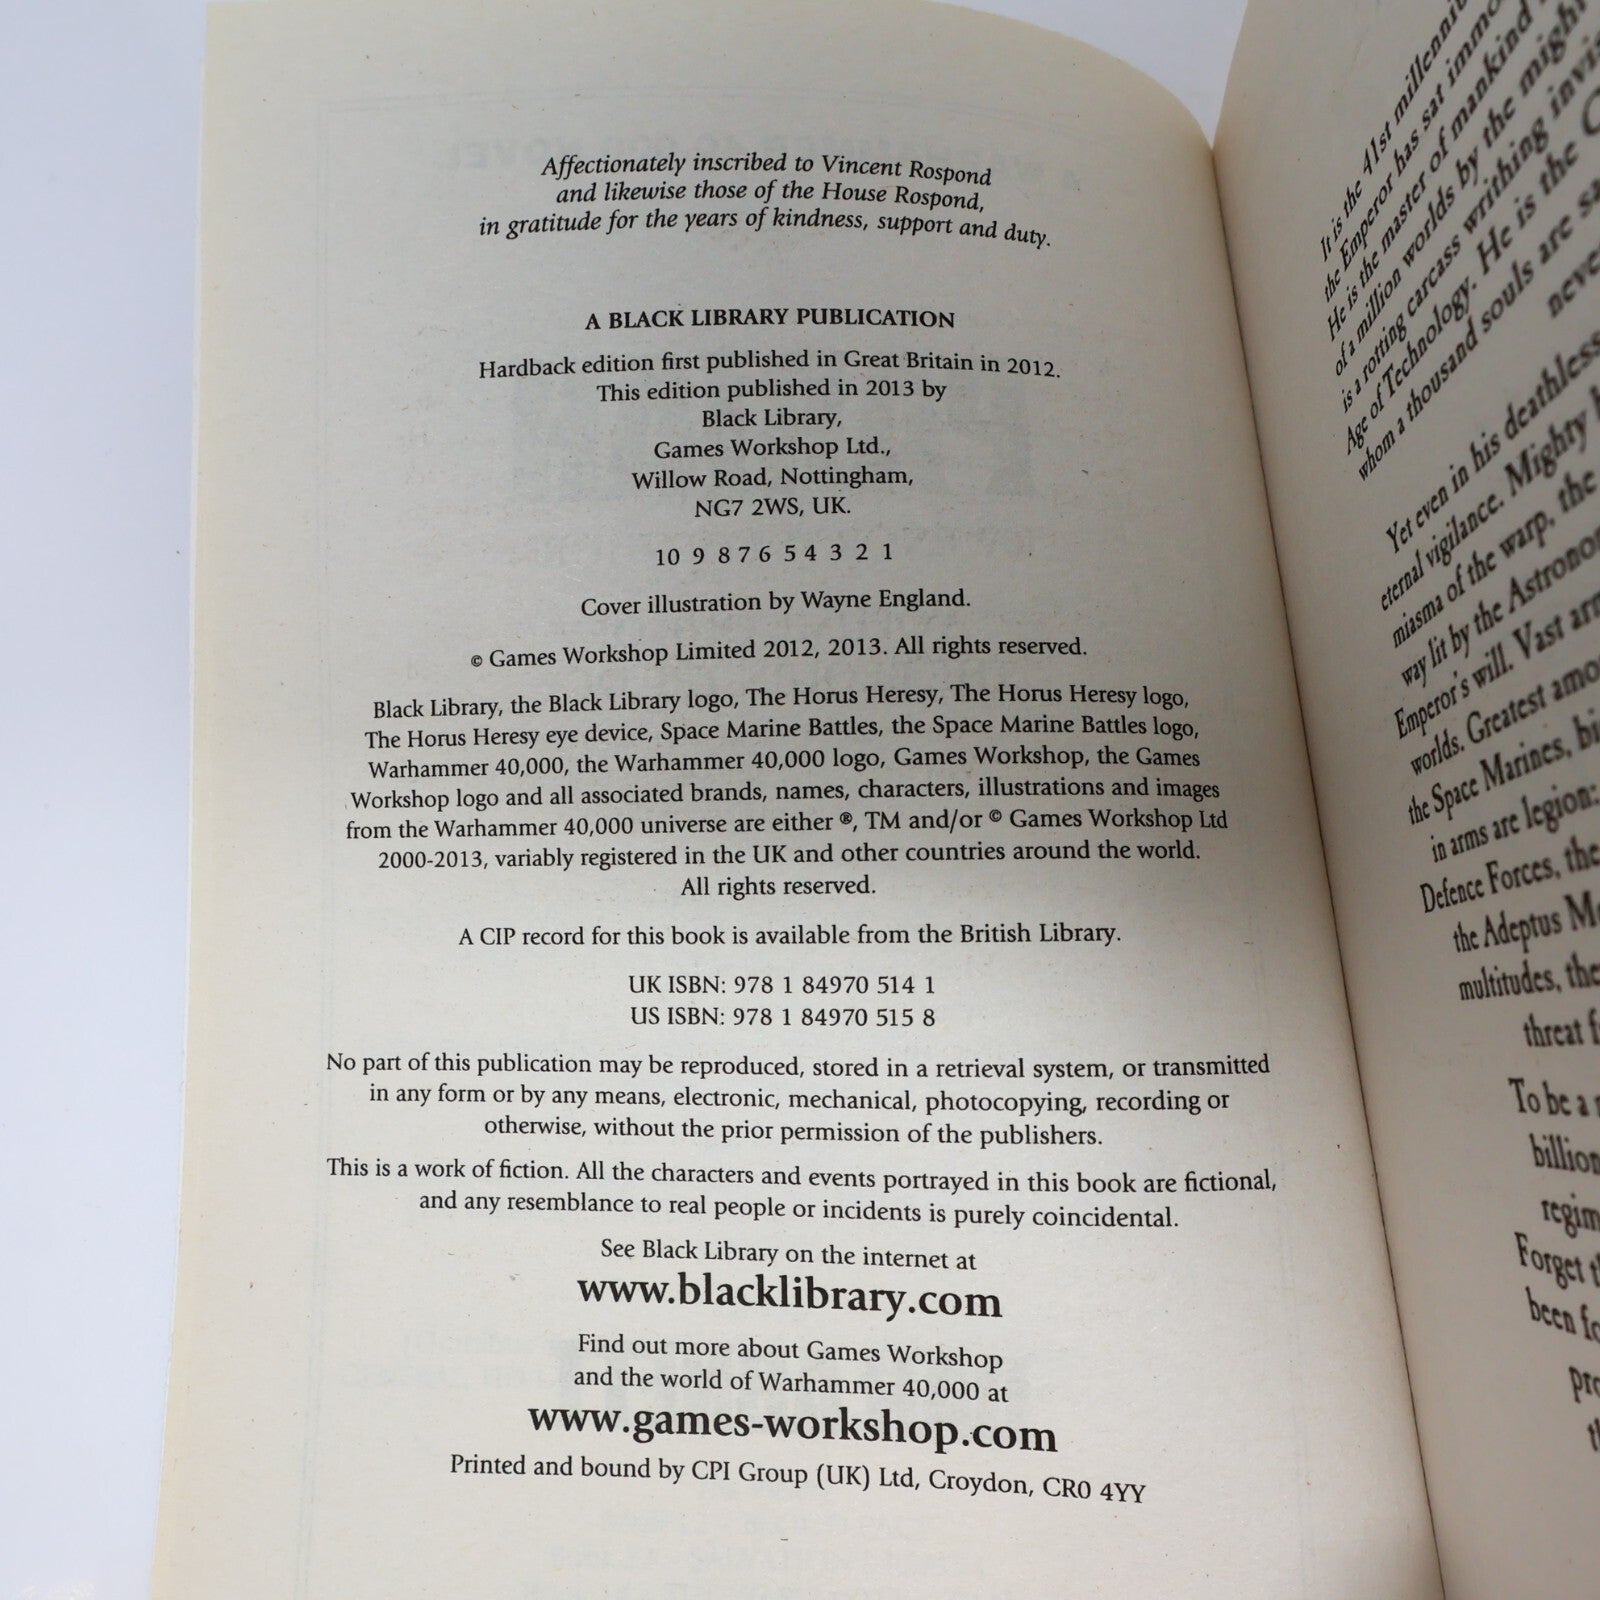 Affectionately inscribed to Vincent Rospond
and likewise those of the House Rospond,
in gratitude for the years of kindness, support and duty.
A BLACK LIBRARY PUBLICATION
Hardback edition first published in Great Britain in 2012.
This edition published in 2013 by
Black Library,
Games Workshop Ltd.,
Willow Road, Nottingham,
NG7 2WS, UK.
10 9 8 7 6 5 4 3 2 1
Cover illustration by Wayne England.
© Games Workshop Limited 2012, 2013. All rights reserved.
Black Library, the Black Library logo, The Horus Heresy, The Horus Heresy logo,
The Horus Heresy eye device, Space Marine Battles, the Space Marine Battles logo,
Warhammer 40,000, the Warhammer 40,000 logo, Games Workshop, the Games
Workshop logo and all associated brands, names, characters, illustrations and images
from the Warhammer 40,000 universe are either ®, TM and/or © Games Workshop Ltd
2000-2013, variably registered in the UK and other countries around the world.
All rights reserved.
A CIP record for this book is available from the British Library.
UK ISBN: 978 1 84970 514 1
US ISBN: 978 1 84970 515 8
No part of this publication may be reproduced, stored in a retrieval system, or transmitted
in any form or by any means, electronic, mechanical, photocopying, recording or
otherwise, without the prior permission of the publishers.
This is a work of fiction. All the characters and events portrayed in this book are fictional,
and any resemblance to real people or incidents is purely coincidental.
See Black Library on the internet at
www.blacklibrary.com
Find out more about Games Workshop
and the world of Warhammer 40,000 at
www.games-workshop.com
Printed and bound by CPI Group (UK) Ltd, Croydon, CR0 4YY
It is the 41st
the Emperor has sat
He is the master of mankind
of a million worlds by the might
is a rotting carcass writhing
Age of Technology. He is the
whom a thousand souls are
Yet even in his deathless
eternal vigilance. Mighty
miasma of the warp, the
way lit by the
Emperor's will. Vast
worlds. Greatest
the Space Marines,
in arms are legion:
Defence Forces, the
the Adeptus
multitudes,
threat
To be a
Forget
been